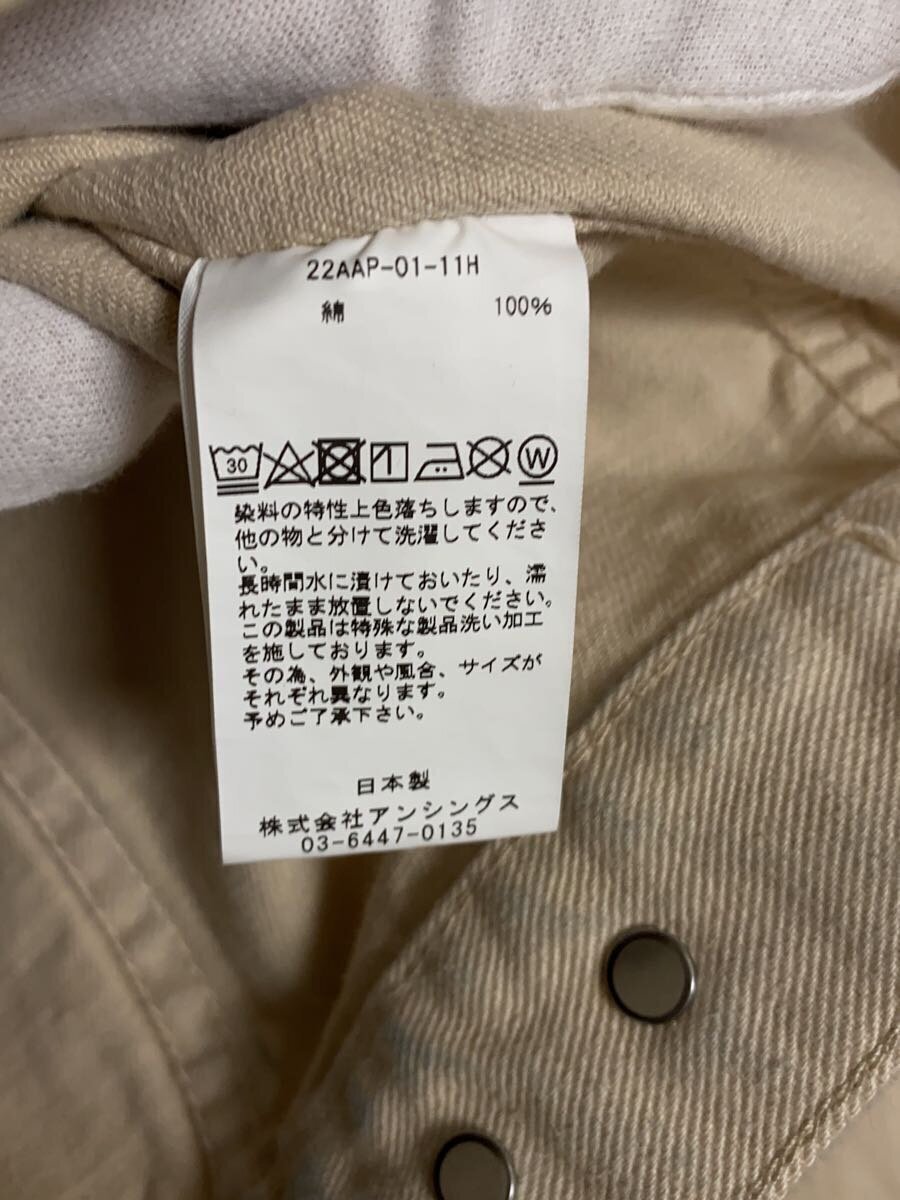 22AAP-01-11H
綿 100%
30 W
染料の特性上色落ちしますので、
他の物と分けて洗濯してくださ
い。
長時間水に漬けておいたり、濡
れたまま放置しないでください。
この製品は特殊な製品洗い加工
を施しております。
その為、外観や風合、サイズが
それぞれ異なります。
予めご了承下さい。
日本製
株式会社アンシングス
03-6447-0135